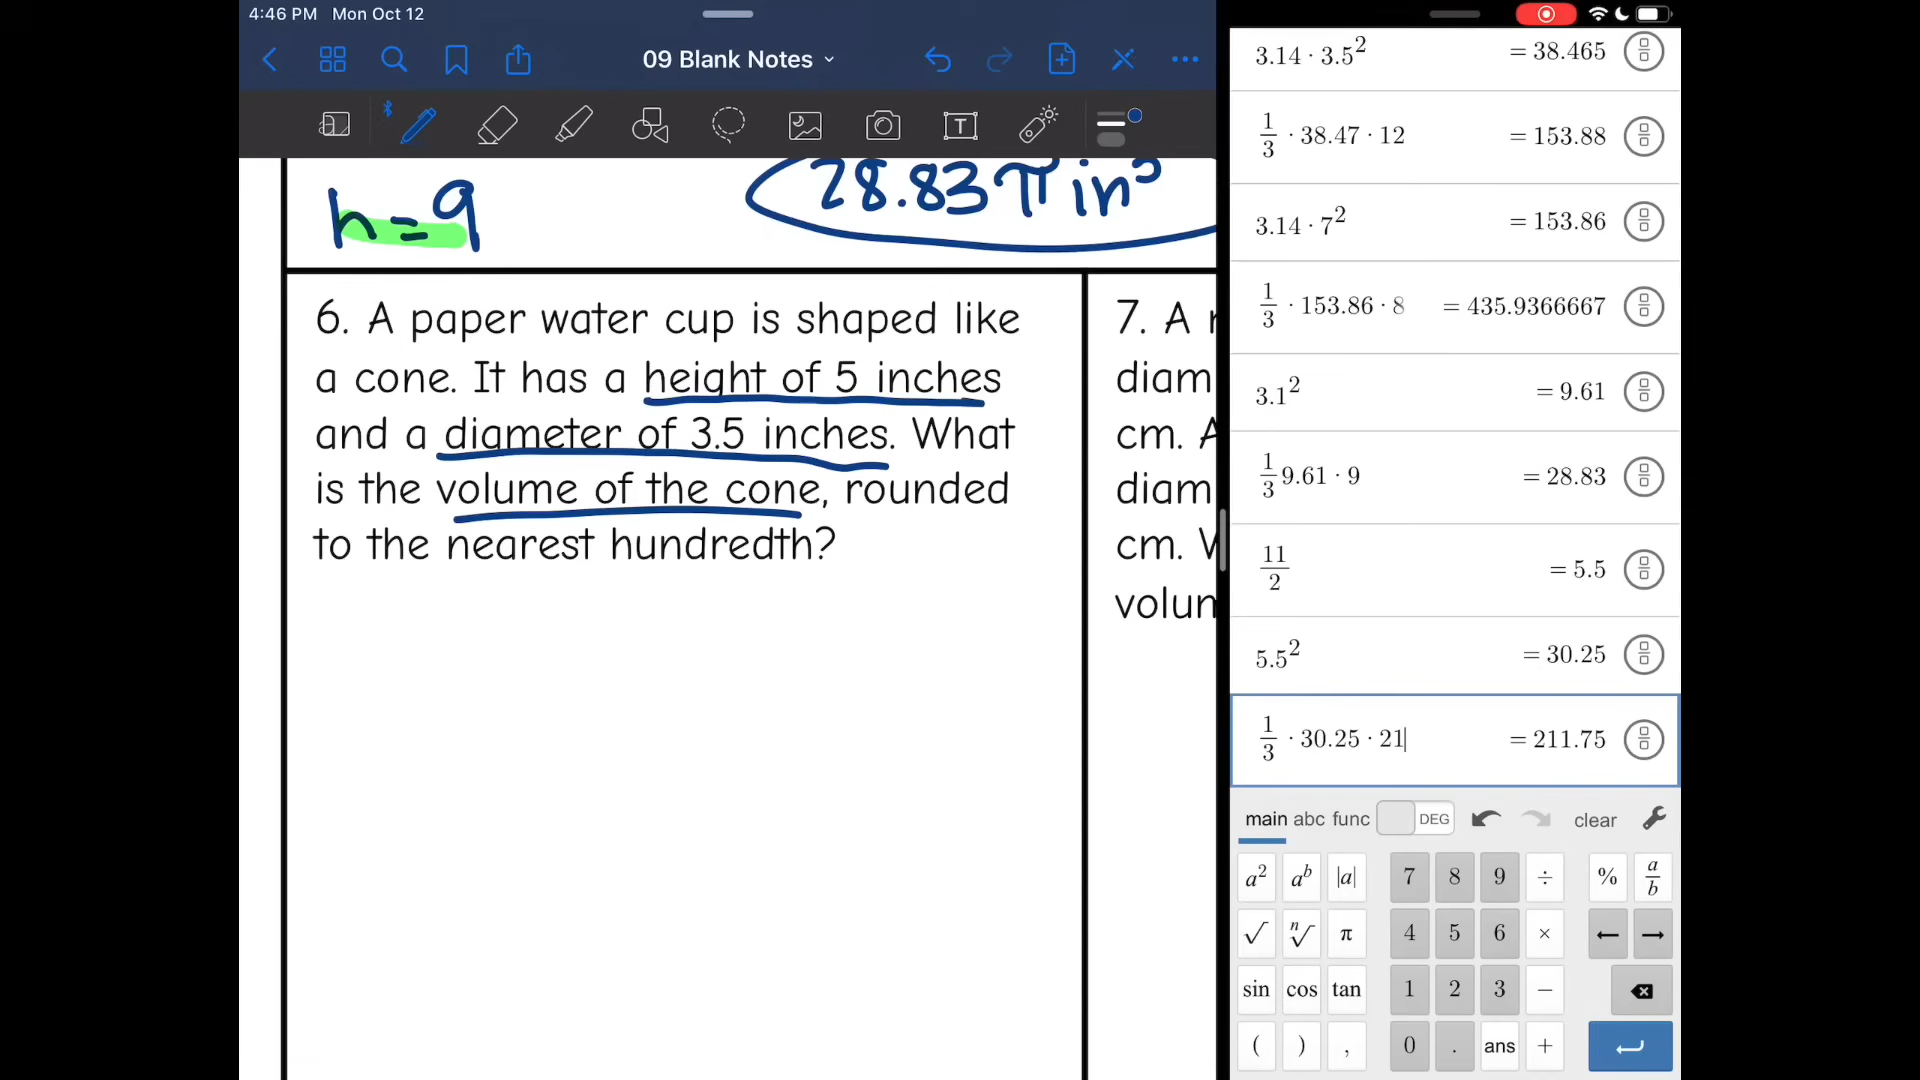 4:46 PM Mon Oct 12
09 Blank Notes
28.83 π in³
h = 9
6. A paper water cup is shaped like
a cone. It has a height of 5 inches
and a diameter of 3.5 inches. What
is the volume of the cone, rounded
to the nearest hundredth?
7. A
diam
cm. A
diam
cm.
volum
3.14 · 3.5² = 38.465
1/3 · 38.47 · 12 = 153.88
3.14 · 7² = 153.86
1/3 · 153.86 · 8 = 435.9366667
3.1² = 9.61
1/3 9.61 · 9 = 28.83
11/2 = 5.5
5.5² = 30.25
1/3 · 30.25 · 21 = 211.75
main abc func DEG clear
a² aᵇ |a| 7 8 9 ÷ % a/b
√ ⁿ√ π 4 5 6 × ← →
sin cos tan 1 2 3 −
( ) , 0 . ans +